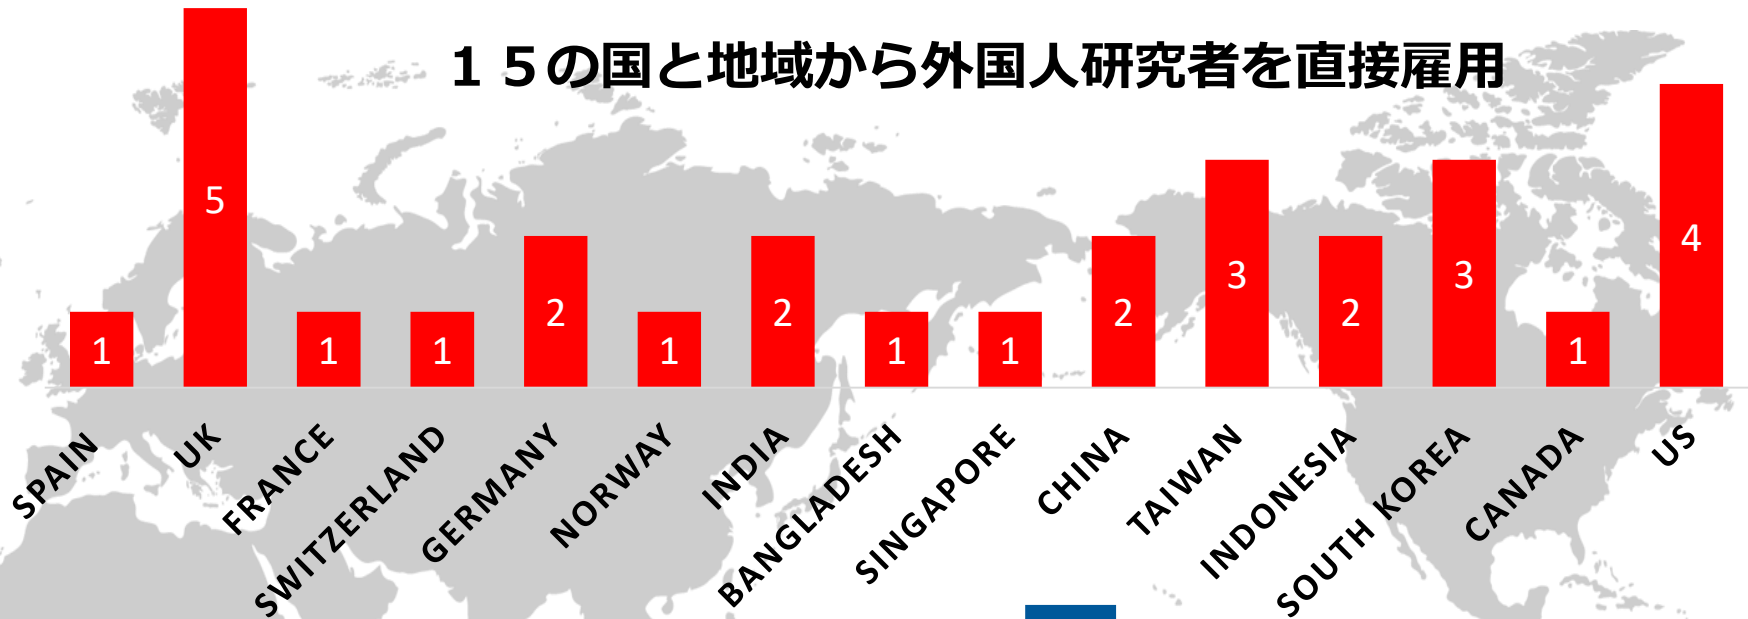 １５の国と地域から外国人研究者を直接雇用
1 5 1 1 2 1 2 1 1 2 3 2 3 1 4
SPAIN UK FRANCE SWITZERLAND GERMANY NORWAY INDIA BANGLADESH SINGAPORE CHINA TAIWAN INDONESIA SOUTH KOREA CANADA US